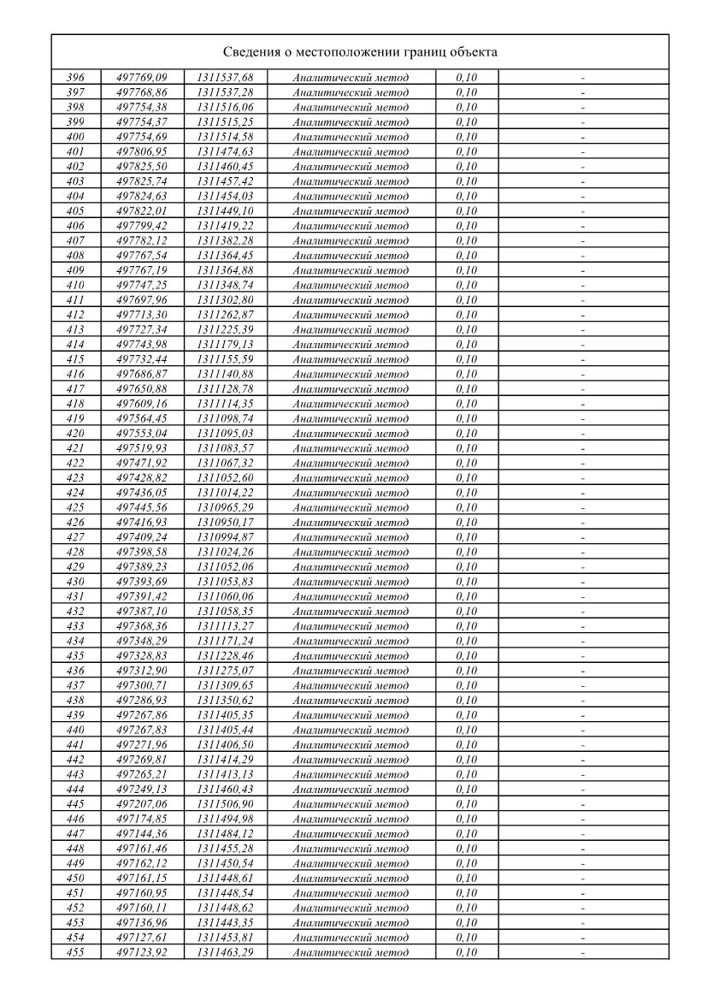 Сведения о местоположении границ объекта
396 497769,09 1311537,68 Аналитический метод 0,10 -
397 497768,86 1311537,28 Аналитический метод 0,10 -
398 497754,38 1311516,06 Аналитический метод 0,10 -
399 497754,37 1311515,25 Аналитический метод 0,10 -
400 497754,69 1311514,58 Аналитический метод 0,10 -
401 497806,95 1311474,63 Аналитический метод 0,10 -
402 497825,50 1311460,45 Аналитический метод 0,10 -
403 497825,74 1311457,42 Аналитический метод 0,10 -
404 497824,63 1311454,03 Аналитический метод 0,10 -
405 497822,01 1311449,10 Аналитический метод 0,10 -
406 497799,42 1311419,22 Аналитический метод 0,10 -
407 497782,12 1311382,28 Аналитический метод 0,10 -
408 497767,54 1311364,45 Аналитический метод 0,10 -
409 497767,19 1311364,88 Аналитический метод 0,10 -
410 497747,25 1311348,74 Аналитический метод 0,10 -
411 497697,96 1311302,80 Аналитический метод 0,10 -
412 497713,30 1311262,87 Аналитический метод 0,10 -
413 497727,34 1311225,39 Аналитический метод 0,10 -
414 497743,98 1311179,13 Аналитический метод 0,10 -
415 497732,44 1311155,59 Аналитический метод 0,10 -
416 497686,87 1311140,88 Аналитический метод 0,10 -
417 497650,88 1311128,78 Аналитический метод 0,10 -
418 497609,16 1311114,35 Аналитический метод 0,10 -
419 497564,45 1311098,74 Аналитический метод 0,10 -
420 497553,04 1311095,03 Аналитический метод 0,10 -
421 497519,93 1311083,57 Аналитический метод 0,10 -
422 497471,92 1311067,32 Аналитический метод 0,10 -
423 497428,82 1311052,60 Аналитический метод 0,10 -
424 497436,05 1311014,22 Аналитический метод 0,10 -
425 497445,56 1310965,29 Аналитический метод 0,10 -
426 497416,93 1310950,17 Аналитический метод 0,10 -
427 497409,24 1310994,87 Аналитический метод 0,10 -
428 497398,58 1311024,26 Аналитический метод 0,10 -
429 497389,23 1311052,06 Аналитический метод 0,10 -
430 497393,69 1311053,83 Аналитический метод 0,10 -
431 497391,42 1311060,06 Аналитический метод 0,10 -
432 497387,10 1311058,35 Аналитический метод 0,10 -
433 497368,36 1311113,27 Аналитический метод 0,10 -
434 497348,29 1311171,24 Аналитический метод 0,10 -
435 497328,83 1311228,46 Аналитический метод 0,10 -
436 497312,90 1311275,07 Аналитический метод 0,10 -
437 497300,71 1311309,65 Аналитический метод 0,10 -
438 497286,93 1311350,62 Аналитический метод 0,10 -
439 497267,86 1311405,35 Аналитический метод 0,10 -
440 497267,83 1311405,44 Аналитический метод 0,10 -
441 497271,96 1311406,50 Аналитический метод 0,10 -
442 497269,81 1311414,29 Аналитический метод 0,10 -
443 497265,21 1311413,13 Аналитический метод 0,10 -
444 497249,13 1311460,43 Аналитический метод 0,10 -
445 497207,06 1311506,90 Аналитический метод 0,10 -
446 497174,85 1311494,98 Аналитический метод 0,10 -
447 497144,36 1311484,12 Аналитический метод 0,10 -
448 497161,46 1311455,28 Аналитический метод 0,10 -
449 497162,12 1311450,54 Аналитический метод 0,10 -
450 497161,15 1311448,61 Аналитический метод 0,10 -
451 497160,95 1311448,54 Аналитический метод 0,10 -
452 497160,11 1311448,62 Аналитический метод 0,10 -
453 497136,96 1311443,35 Аналитический метод 0,10 -
454 497127,61 1311453,81 Аналитический метод 0,10 -
455 497123,92 1311463,29 Аналитический метод 0,10 -